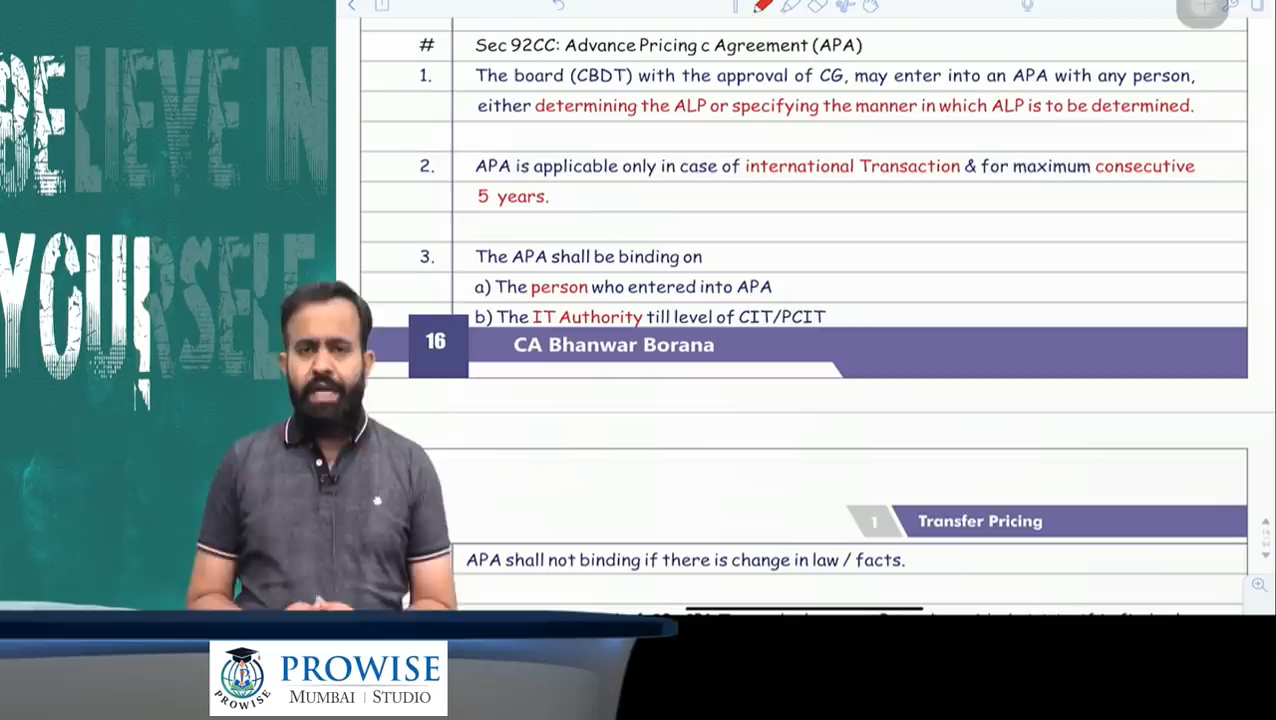 BELIEVE IN
YOURSELF
# Sec 92CC: Advance Pricing c Agreement (APA)
1. The board (CBDT) with the approval of CG, may enter into an APA with any person,
either determining the ALP or specifying the manner in which ALP is to be determined.
2. APA is applicable only in case of international Transaction & for maximum consecutive
5 years.
3. The APA shall be binding on
a) The person who entered into APA
b) The IT Authority till level of CIT/PCIT
16 CA Bhanwar Borana
1 Transfer Pricing
APA shall not binding if there is change in law / facts.
PROWISE
PROWISE
MUMBAI | STUDIO